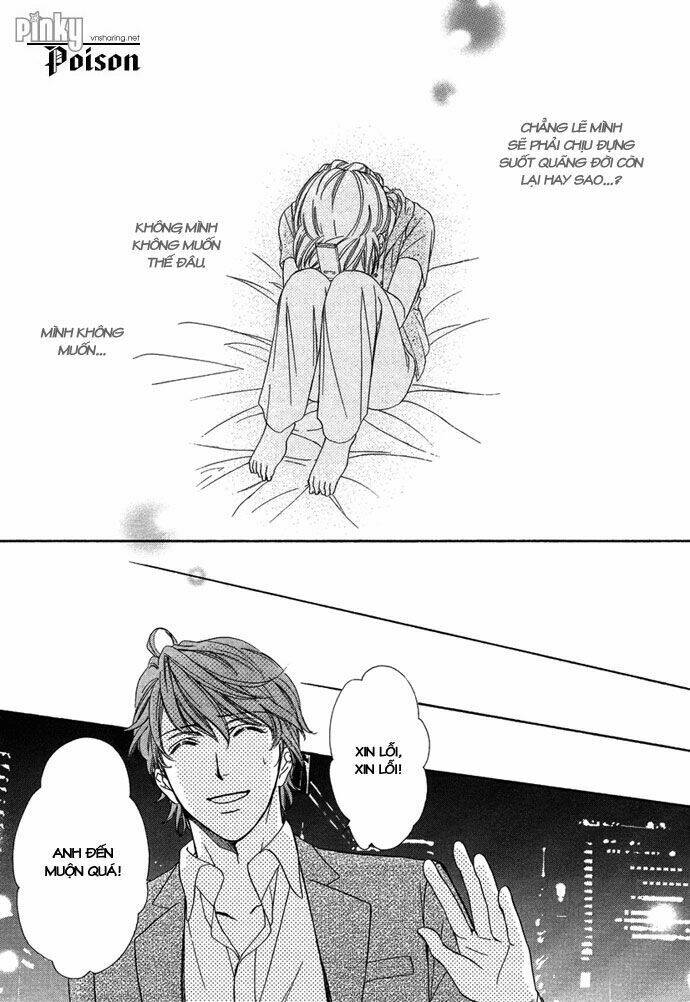 Pinky
vnsharing.net
Poison
CHẲNG LẼ MÌNH
SẼ PHẢI CHỊU ĐỰNG
SUỐT QUÃNG ĐỜI CÒN
LẠI HAY SAO...?
KHÔNG MÌNH
KHÔNG MUỐN
THẾ ĐÂU.
MÌNH KHÔNG
MUỐN...
XIN LỖI,
XIN LỖI!
ANH ĐẾN
MUỘN QUÁ!